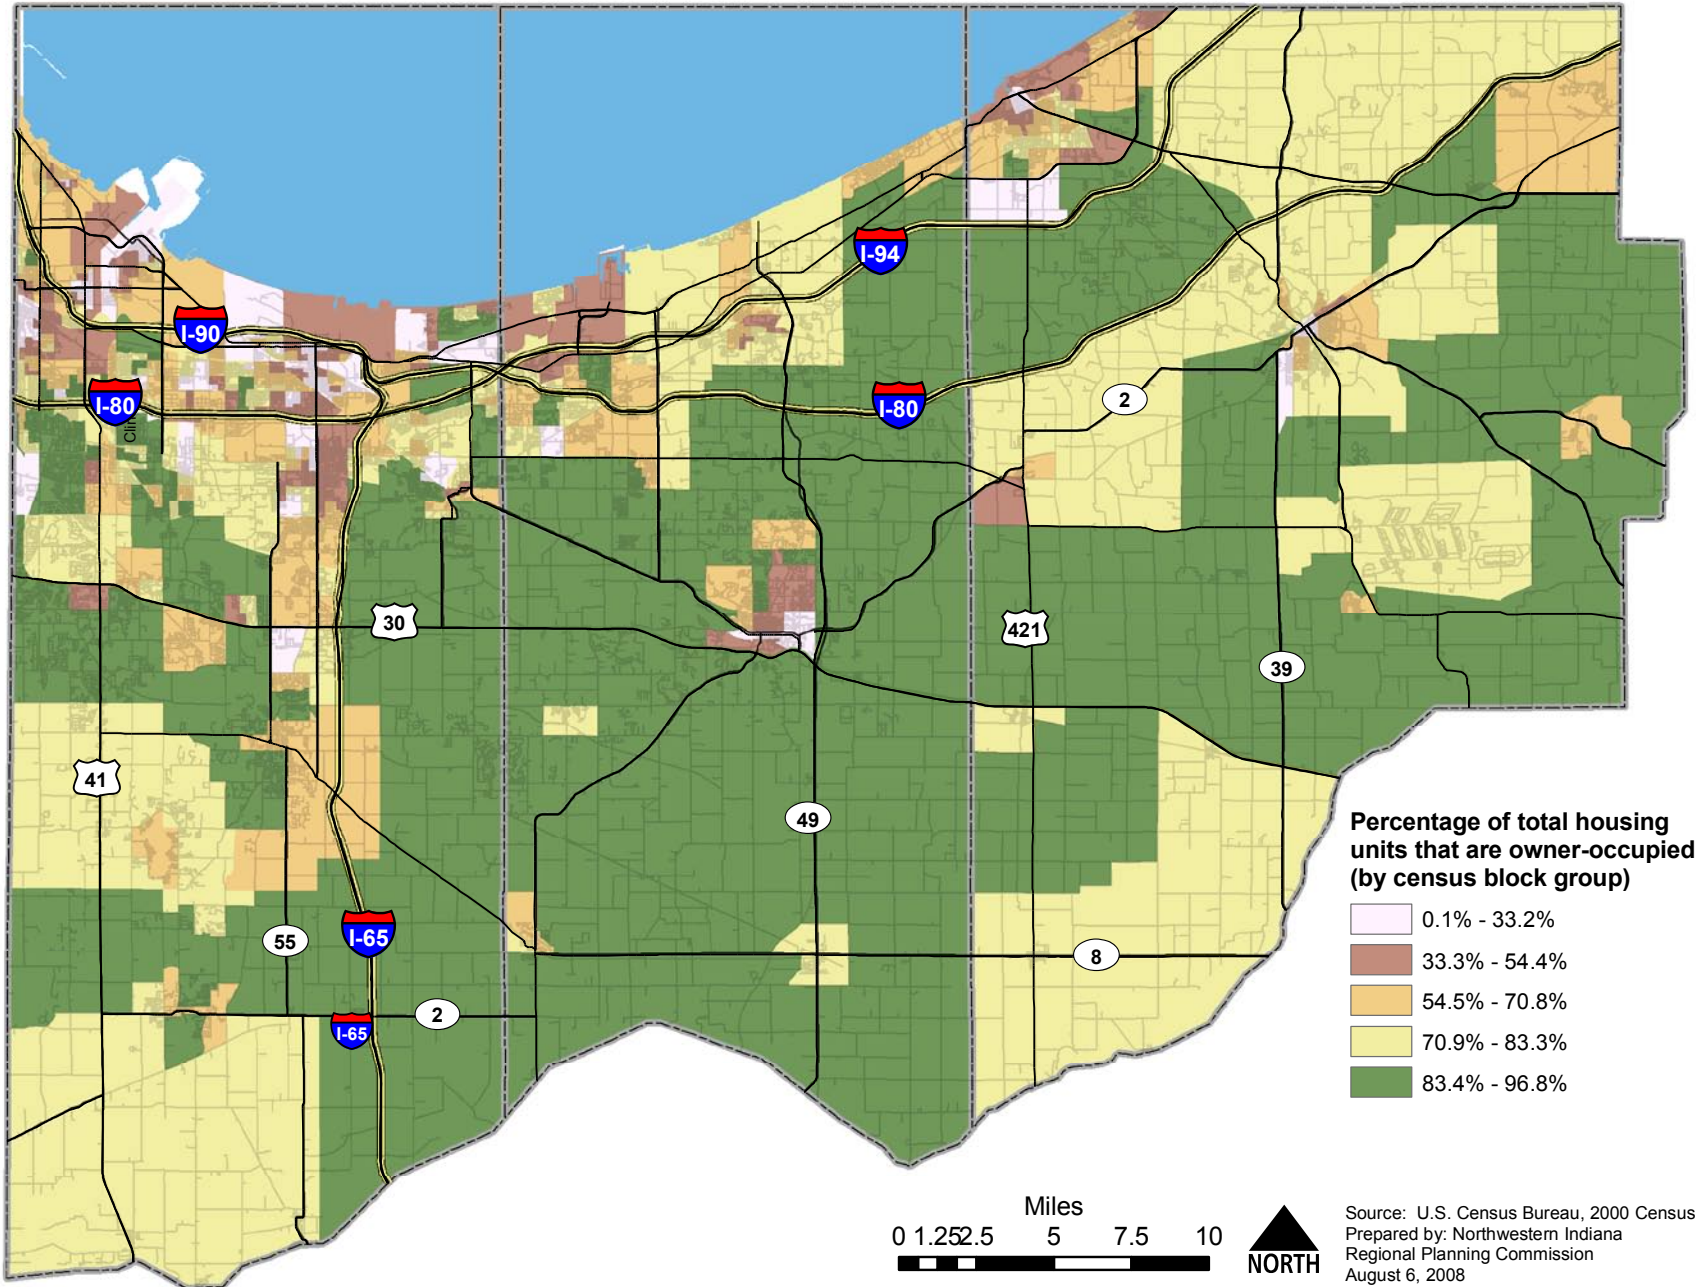 I-94
I-90
I-80
I-80
2
30
421
39
41
49
Percentage of total housing
units that are owner-occupied
(by census block group)
0.1% - 33.2%
33.3% - 54.4%
54.5% - 70.8%
70.9% - 83.3%
83.4% - 96.8%
55
I-65
8
2
I-65
Miles
0 1.252.5 5 7.5 10
NORTH
Source: U.S. Census Bureau, 2000 Census
Prepared by: Northwestern Indiana
Regional Planning Commission
August 6, 2008